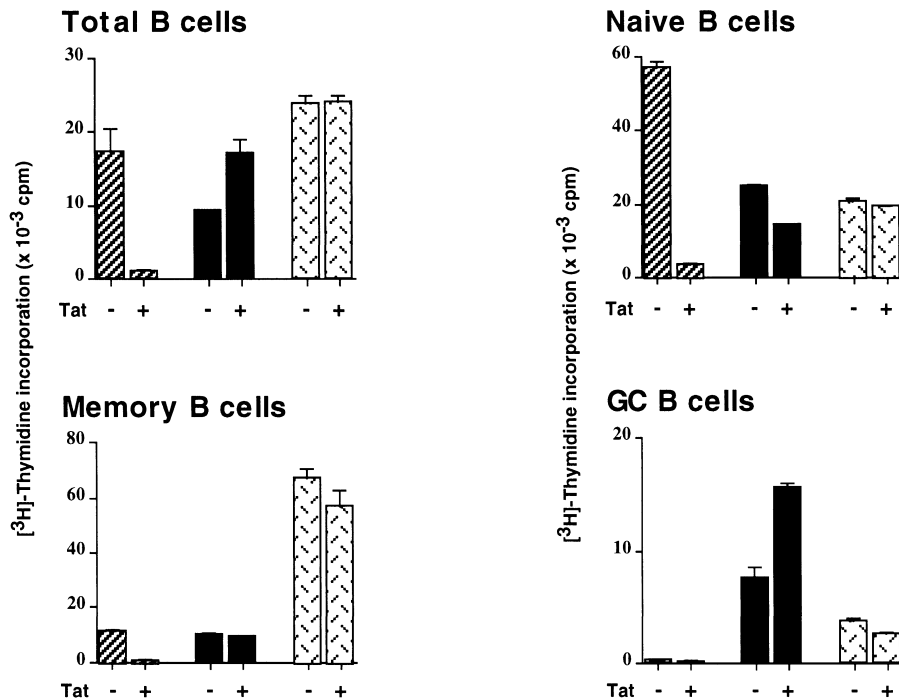 Total B cells
30
20
10
0
Tat - + - + - +
Naive B cells
60
40
20
0
Tat - + - + - +
[³H]-Thymidine incorporation (x 10⁻³ cpm)
[³H]-Thymidine incorporation (x 10⁻³ cpm)
Memory B cells
80
60
40
20
0
Tat - + - + - +
GC B cells
20
10
0
Tat - + - + - +